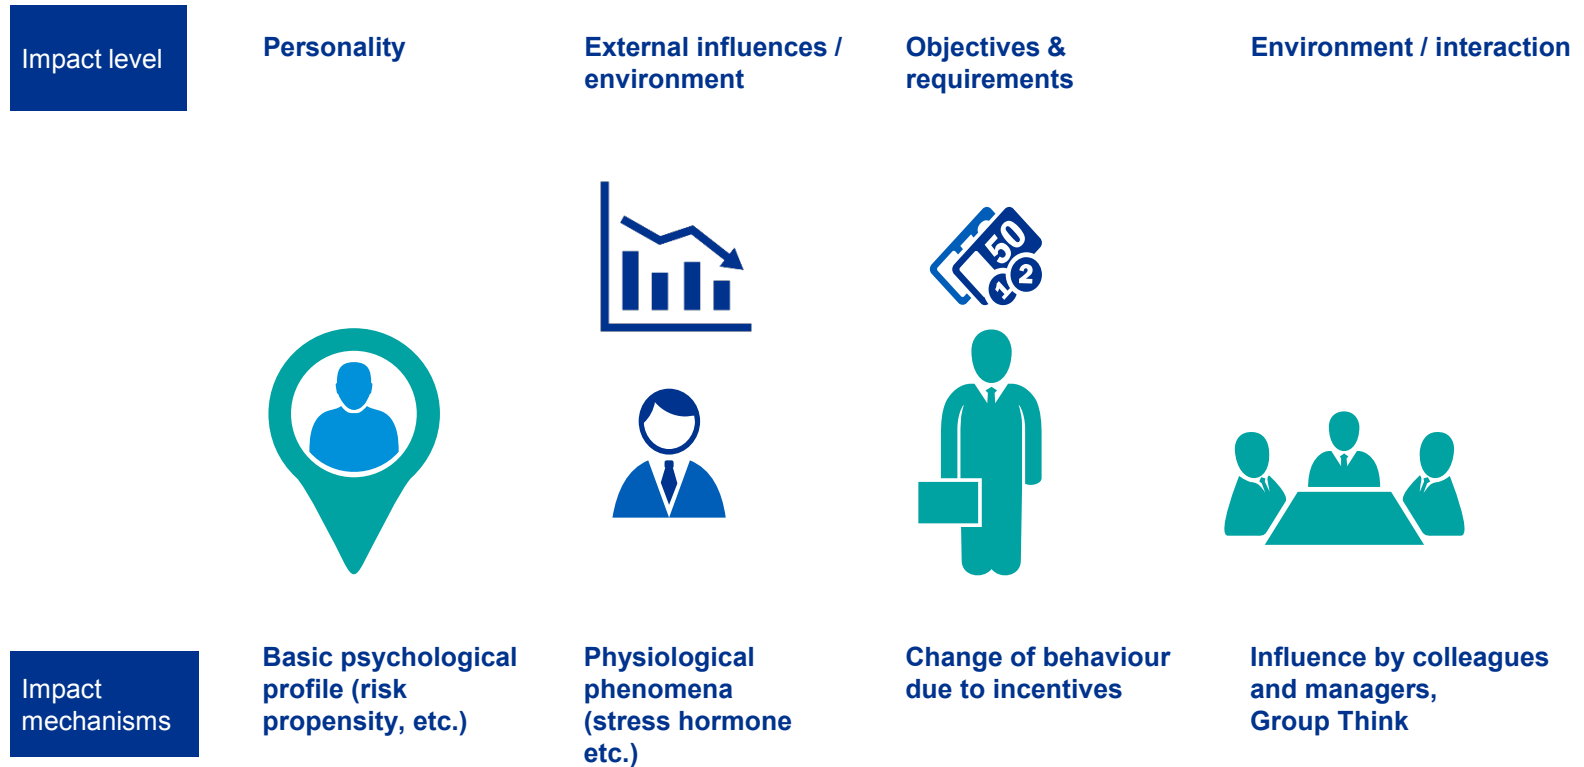 Impact level
Personality
External influences /
environment
Objectives &
requirements
Environment / interaction
50
1
2
Impact
mechanisms
Basic psychological
profile (risk
propensity, etc.)
Physiological
phenomena
(stress hormone
etc.)
Change of behaviour
due to incentives
Influence by colleagues
and managers,
Group Think